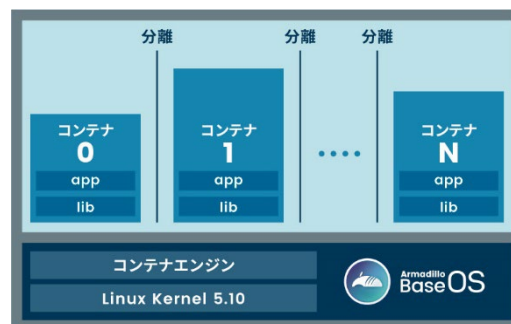 分離 分離 分離
コンテナ
0
app
lib
コンテナ
1
app
lib
コンテナ
N
app
lib
コンテナエンジン
Linux Kernel 5.10
Armadillo
Base OS